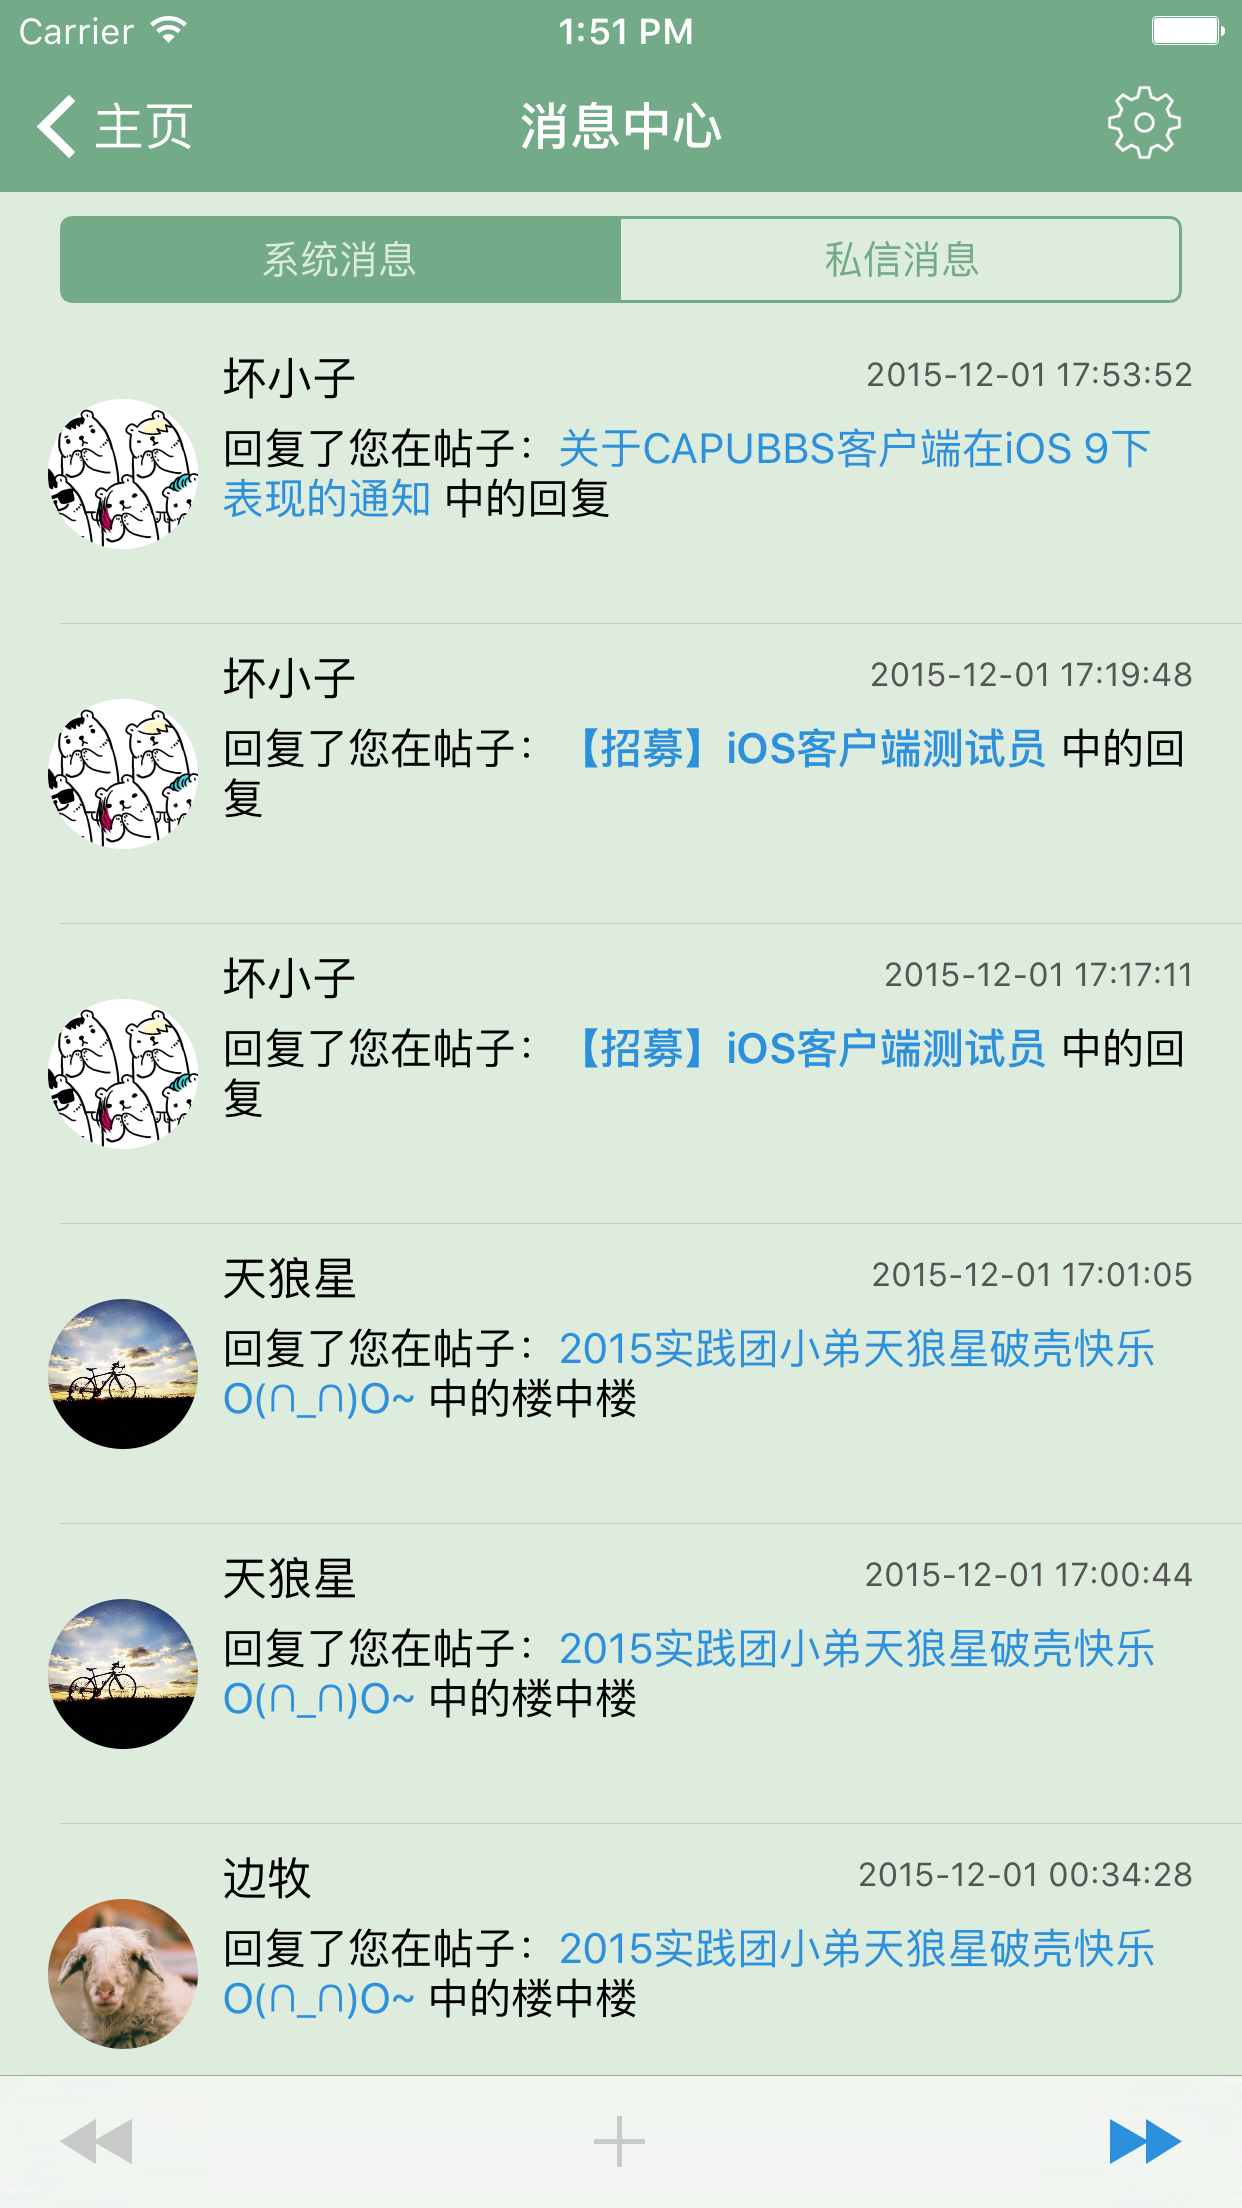 Carrier 1:51 PM
主页 消息中心
系统消息 私信消息
坏小子 2015-12-01 17:53:52
回复了您在帖子：关于CAPUBBS客户端在iOS 9下
表现的通知 中的回复
坏小子 2015-12-01 17:19:48
回复了您在帖子：【招募】iOS客户端测试员 中的回
复
坏小子 2015-12-01 17:17:11
回复了您在帖子：【招募】iOS客户端测试员 中的回
复
天狼星 2015-12-01 17:01:05
回复了您在帖子：2015实践团小弟天狼星破壳快乐
O(∩_∩)O~ 中的楼中楼
天狼星 2015-12-01 17:00:44
回复了您在帖子：2015实践团小弟天狼星破壳快乐
O(∩_∩)O~ 中的楼中楼
边牧 2015-12-01 00:34:28
回复了您在帖子：2015实践团小弟天狼星破壳快乐
O(∩_∩)O~ 中的楼中楼